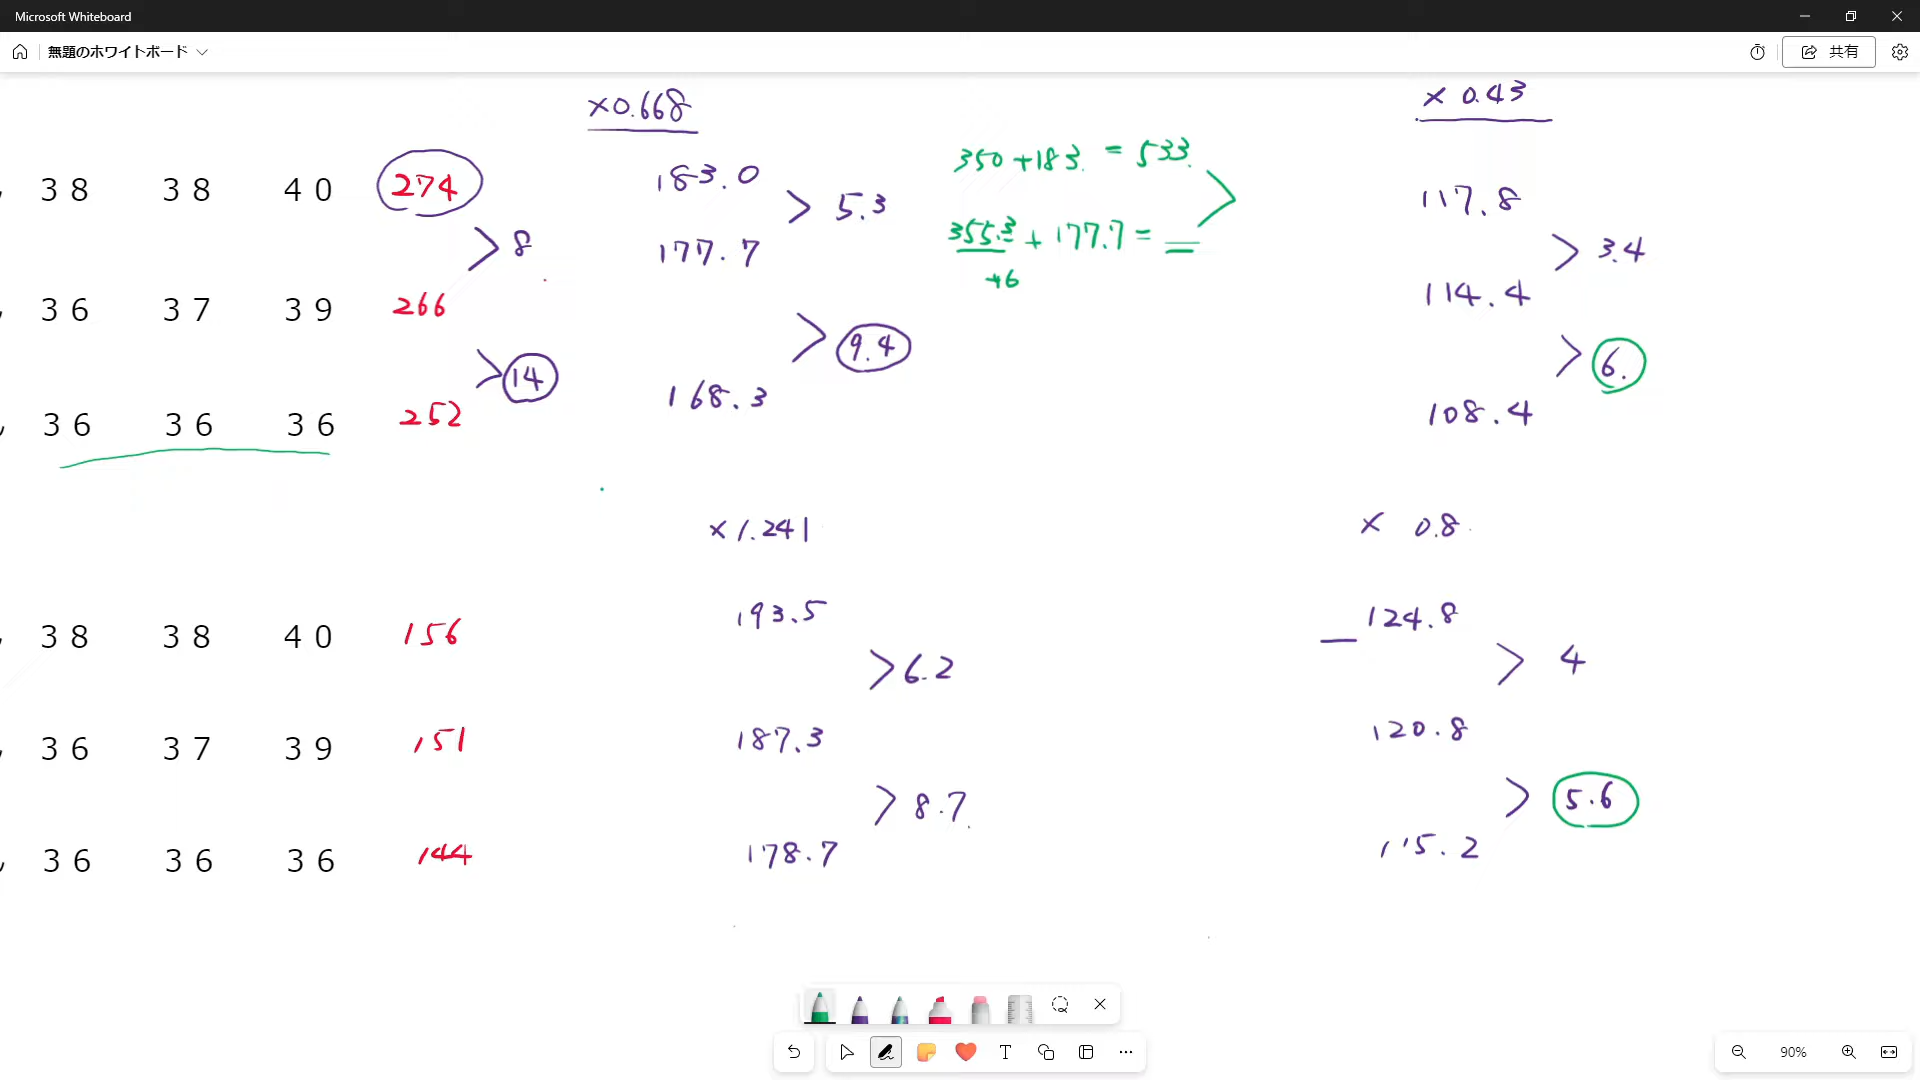 Microsoft Whiteboard
無題のホワイトボード
共有
×0.668
× 0.43
38 38 40 274
183.0
> 5.3
350+183. = 533.
117.8
> 8
177.7
355.3 + 177.7 =
+6
> 3.4
36 37 39 266
114.4
> 14
> 9.4
> 6.
36 36 36 252
168.3
108.4
× 1.241
× 0.8
38 38 40 156
193.5
124.8
> 6.2
> 4
36 37 39 151
187.3
120.8
> 8.7
> 5.6
36 36 36 144
178.7
115.2
90%